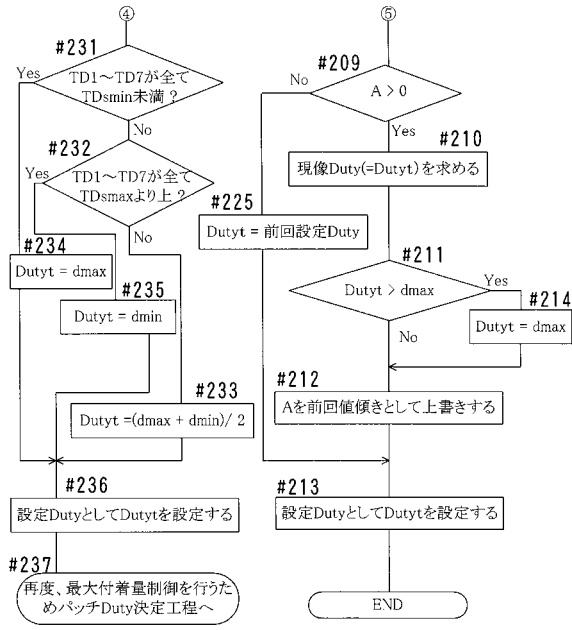 ④
#231
Yes
TD1～TD7が全て
TDsmin未満？
No
#232
Yes
TD1～TD7が全て
TDsmaxより上？
No
#234
Dutyt = dmax
#235
Dutyt = dmin
#233
Dutyt =(dmax + dmin)/ 2
#236
設定DutyとしてDutytを設定する
#237
再度、最大付着量制御を行うた
めパッチDuty決定工程へ
⑤
#209
No
A > 0
Yes
#210
現像Duty(=Dutyt)を求める
#225
Dutyt = 前回設定Duty
#211
Yes
Dutyt > dmax
#214
Dutyt = dmax
No
#212
Aを前回値傾きとして上書きする
#213
設定DutyとしてDutytを設定する
END